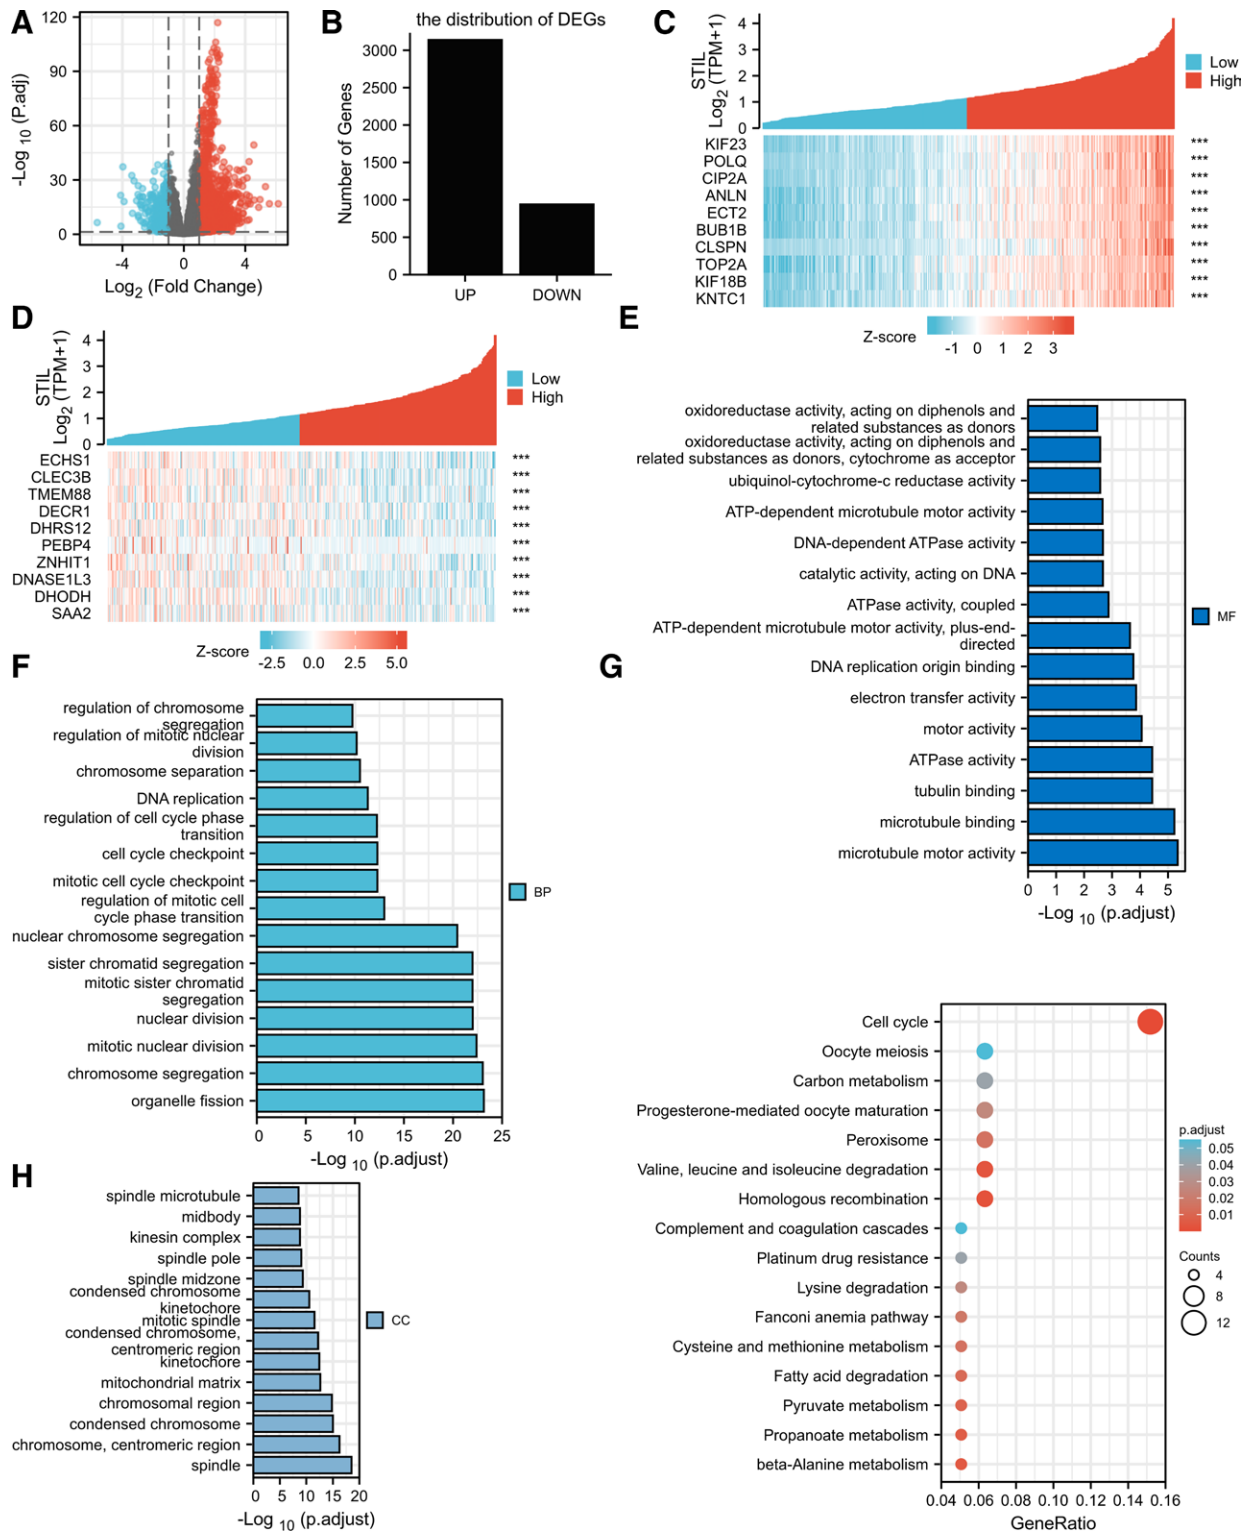 A
120
90
60
30
0
-Log 10 (P.adj)
-4
0
4
Log2 (Fold Change)
B
the distribution of DEGs
3000
2500
2000
1500
1000
500
0
Number of Genes
UP
DOWN
C
STIL
Log2 (TPM+1)
4
3
2
1
0
Low
High
KIF23 ***
POLQ ***
CIP2A ***
ANLN ***
ECT2 ***
BUB1B ***
CLSPN ***
TOP2A ***
KIF18B ***
KNTC1 ***
Z-score
-1 0 1 2 3
D
STIL
Log2 (TPM+1)
4
3
2
1
0
Low
High
ECHS1 ***
CLEC3B ***
TMEM88 ***
DECR1 ***
DHRS12 ***
PEBP4 ***
ZNHIT1 ***
DNASE1L3 ***
DHODH ***
SAA2 ***
Z-score
-2.5 0.0 2.5 5.0
E
oxidoreductase activity, acting on diphenols and
related substances as donors
oxidoreductase activity, acting on diphenols and
related substances as donors, cytochrome as acceptor
ubiquinol-cytochrome-c reductase activity
ATP-dependent microtubule motor activity
DNA-dependent ATPase activity
catalytic activity, acting on DNA
ATPase activity, coupled
ATP-dependent microtubule motor activity, plus-end-
directed
DNA replication origin binding
electron transfer activity
motor activity
ATPase activity
tubulin binding
microtubule binding
microtubule motor activity
0 1 2 3 4 5
-Log 10 (p.adjust)
MF
F
regulation of chromosome
segregation
regulation of mitotic nuclear
division
chromosome separation
DNA replication
regulation of cell cycle phase
transition
cell cycle checkpoint
mitotic cell cycle checkpoint
regulation of mitotic cell
cycle phase transition
nuclear chromosome segregation
sister chromatid segregation
mitotic sister chromatid
segregation
nuclear division
mitotic nuclear division
chromosome segregation
organelle fission
0 5 10 15 20 25
-Log 10 (p.adjust)
BP
G
Cell cycle
Oocyte meiosis
Carbon metabolism
Progesterone-mediated oocyte maturation
Peroxisome
Valine, leucine and isoleucine degradation
Homologous recombination
Complement and coagulation cascades
Platinum drug resistance
Lysine degradation
Fanconi anemia pathway
Cysteine and methionine metabolism
Fatty acid degradation
Pyruvate metabolism
Propanoate metabolism
beta-Alanine metabolism
0.04 0.06 0.08 0.10 0.12 0.14 0.16
GeneRatio
p.adjust
0.05
0.04
0.03
0.02
0.01
Counts
4
8
12
H
spindle microtubule
midbody
kinesin complex
spindle pole
spindle midzone
condensed chromosome
kinetochore
mitotic spindle
condensed chromosome,
centromeric region
kinetochore
mitochondrial matrix
chromosomal region
condensed chromosome
chromosome, centromeric region
spindle
0 5 10 15 20
-Log 10 (p.adjust)
CC